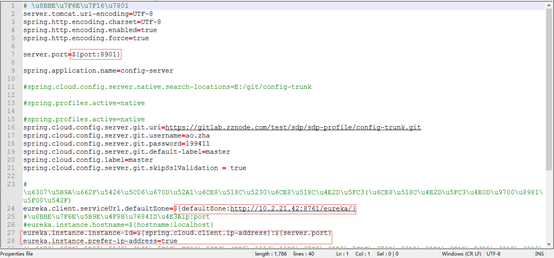 1 # \u8BBE\u7F6E\u7F16\u7801
2 server.tomcat.uri-encoding=UTF-8
3 spring.http.encoding.charset=UTF-8
4 spring.http.encoding.enabled=true
5 spring.http.encoding.force=true
6
7 server.port=${port:8901}
8
9 spring.application.name=config-server
10
11 #spring.cloud.config.server.native.search-locations=E:/git/config-trunk
12
13 #spring.profiles.active=native
14
15 #spring.profiles.active=native
16 spring.cloud.config.server.git.uri=https://gitlab.zznode.com/test/sdp/sdp-profile/config-trunk.git
17 spring.cloud.config.server.git.username=ao.zha
18 spring.cloud.config.server.git.password=199411
19 spring.cloud.config.server.git.default-label=master
20 spring.cloud.config.label=master
21 spring.cloud.config.server.git.skipSslValidation = true
22
23 #
\u6307\u5B9A\u662F\u5426\u5C06\u670D\u52A1\u6CE8\u518C\u5230\u6CE8\u518C\u4E2D\u5FC3(\u6CE8\u518C\u4E2D\u5FC3\u4E0D\u9700\u8981\u5F00\u542F)
24 eureka.client.serviceUrl.defaultZone=${defaultZone:http://10.2.21.42:8761/eureka/}
25 #\u8BBE\u7F6E\u5B9E\u4F8B\u7684ID\u4E3Aip:port
26 #eureka.instance.hostname=${hostname:localhost}
27 eureka.instance.instance-id=${spring.cloud.client.ip-address}:${server.port}
28 eureka.instance.prefer-ip-address=true
Properties file
length : 1,786 lines : 40
Ln : 1 Col : 1 Sel : 0 | 0
Windows (CR LF)
UTF-8
INS